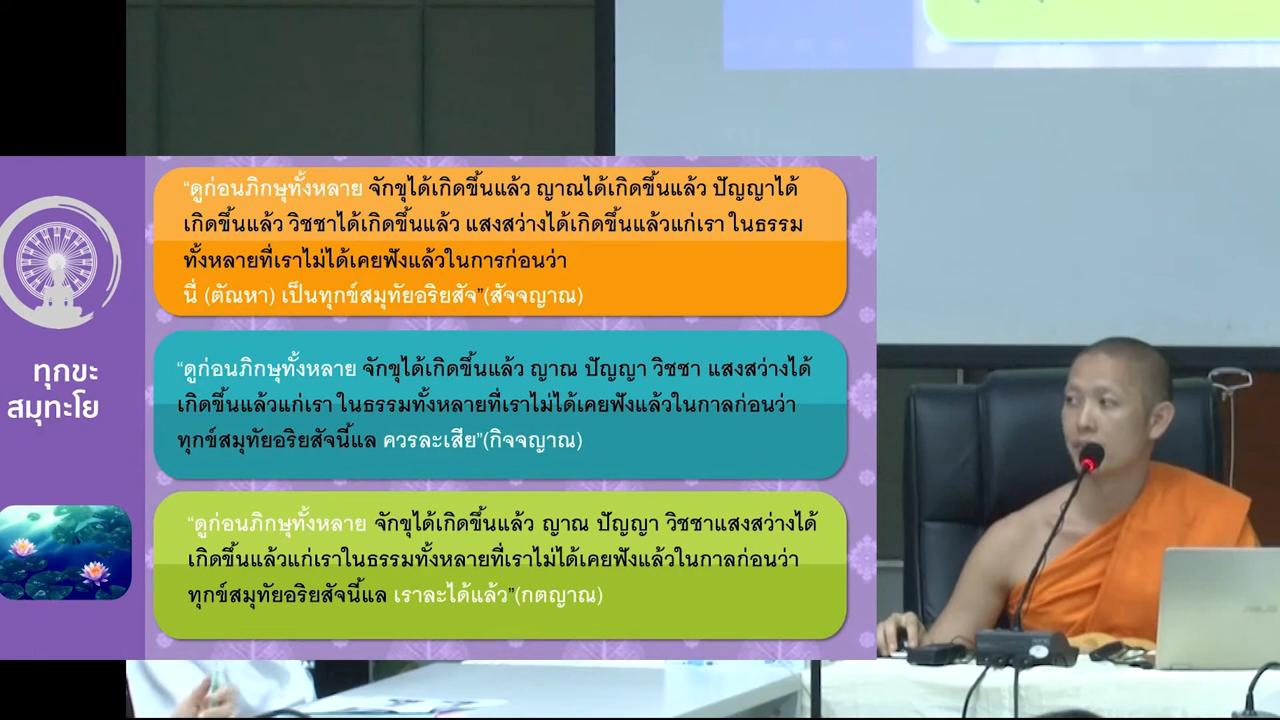 “ดูก่อนภิกษุทั้งหลาย จักขุได้เกิดขึ้นแล้ว ญาณได้เกิดขึ้นแล้ว ปัญญาได้
เกิดขึ้นแล้ว วิชชาได้เกิดขึ้นแล้ว แสงสว่างได้เกิดขึ้นแล้วแก่เรา ในธรรม
ทั้งหลายที่เราไม่ได้เคยฟังแล้วในการก่อนว่า
นี่ (ตัณหา) เป็นทุกข์สมุทัยอริยสัจ”(สัจจญาณ)
ทุกขะ
สมุทะโย
“ดูก่อนภิกษุทั้งหลาย จักขุได้เกิดขึ้นแล้ว ญาณ ปัญญา วิชชา แสงสว่างได้
เกิดขึ้นแล้วแก่เรา ในธรรมทั้งหลายที่เราไม่ได้เคยฟังแล้วในกาลก่อนว่า
ทุกข์สมุทัยอริยสัจนี้แล ควรละเสีย”(กิจจญาณ)
“ดูก่อนภิกษุทั้งหลาย จักขุได้เกิดขึ้นแล้ว ญาณ ปัญญา วิชชาแสงสว่างได้
เกิดขึ้นแล้วแก่เราในธรรมทั้งหลายที่เราไม่ได้เคยฟังแล้วในกาลก่อนว่า
ทุกข์สมุทัยอริยสัจนี้แล เราละได้แล้ว”(กตญาณ)